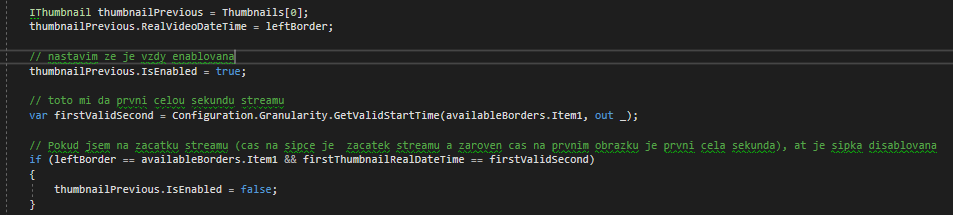 IThumbnail thumbnailPrevious = Thumbnails[0];
thumbnailPrevious.RealVideoDateTime = leftBorder;
// nastavim ze je vzdy enablovana
thumbnailPrevious.IsEnabled = true;
// toto mi da prvni celou sekundu streamu
var firstValidSecond = Configuration.Granularity.GetValidStartTime(availableBorders.Item1, out _);
// Pokud jsem na zacatku streamu (cas na sipce je  zacatek streamu a zaroven cas na prvnim obrazku je prvni cela sekunda), at je sipka disablovana
if (leftBorder == availableBorders.Item1 && firstThumbnailRealDateTime == firstValidSecond)
{
    thumbnailPrevious.IsEnabled = false;
}